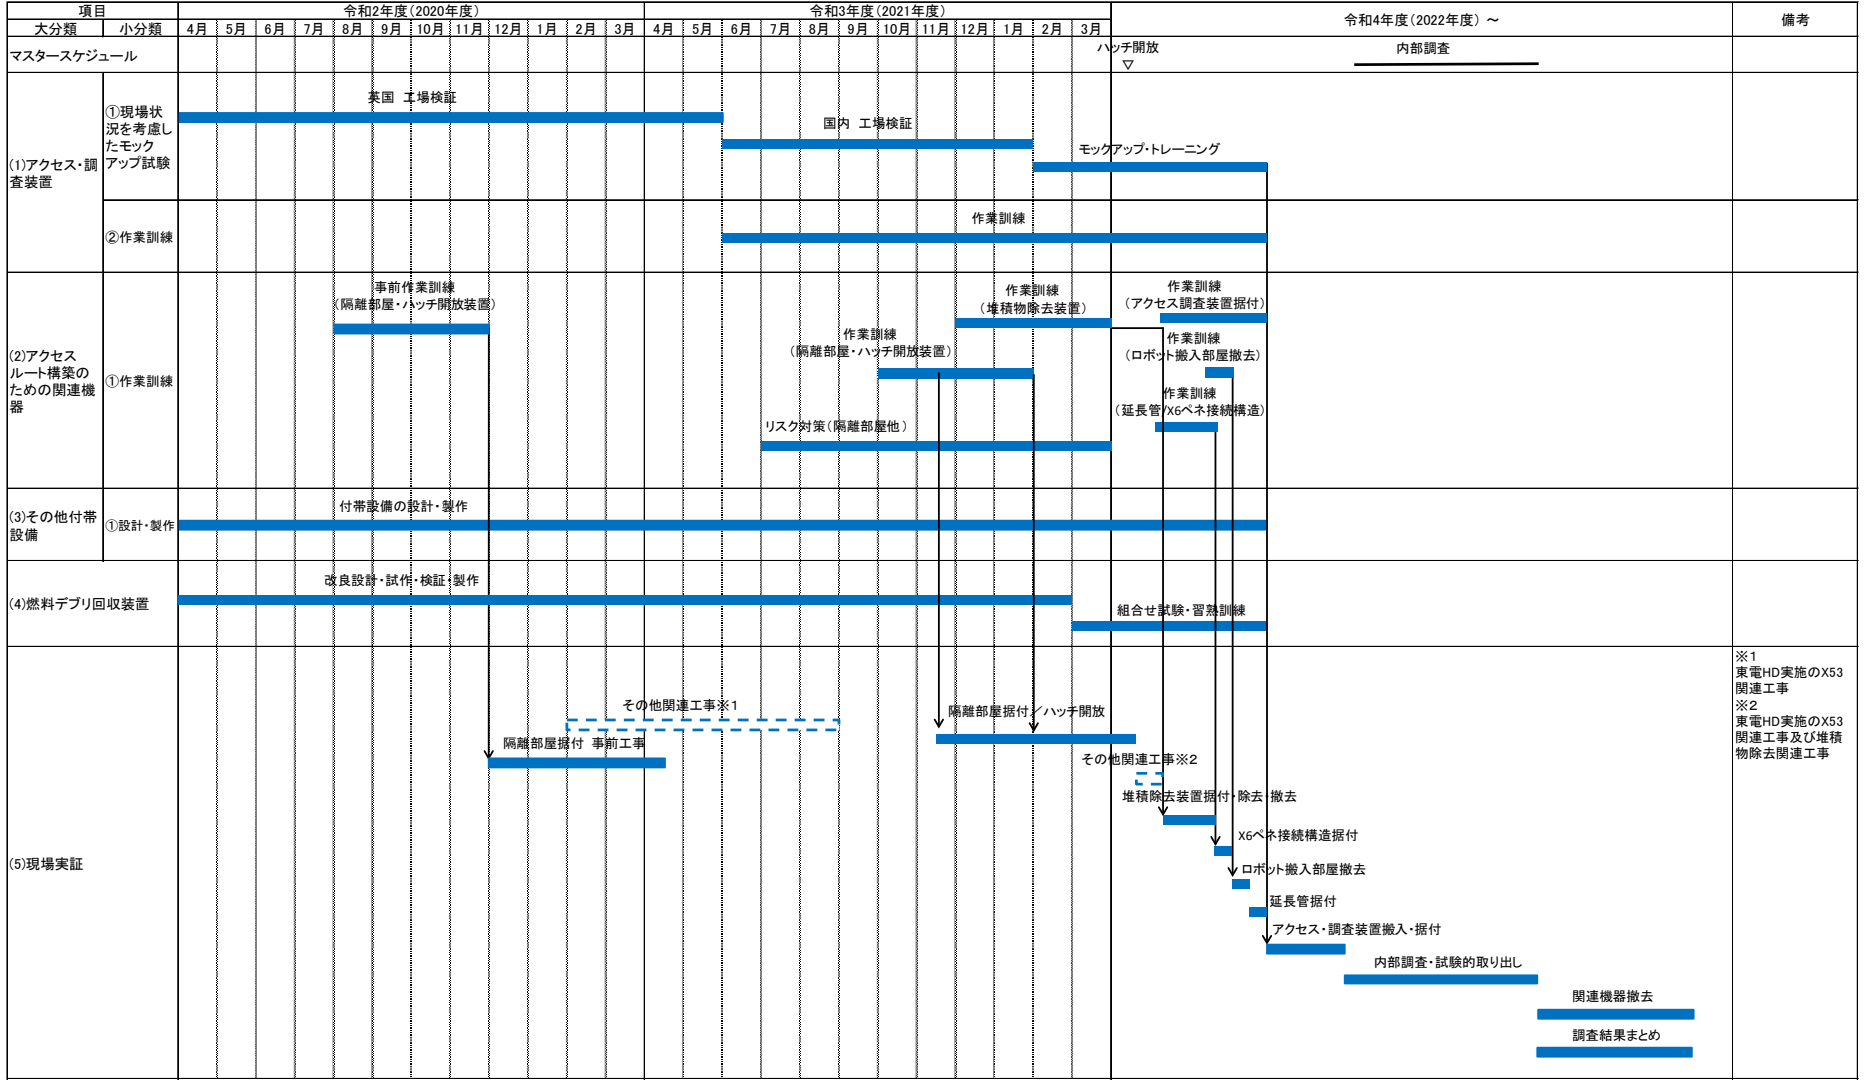 項目
令和2年度(2020年度)
令和3年度(2021年度)
令和4年度(2022年度) ～
備考
大分類
小分類
4月 5月 6月 7月 8月 9月 10月 11月 12月 1月 2月 3月
4月 5月 6月 7月 8月 9月 10月 11月 12月 1月 2月 3月
マスタースケジュール
ハッチ開放
▽
内部調査
(1)アクセス・調
査装置
①現場状
況を考慮し
たモック
アップ試験
英国 工場検証
国内 工場検証
モックアップ・トレーニング
②作業訓練
作業訓練
(2)アクセス
ルート構築の
ための関連機
器
①作業訓練
事前作業訓練
(隔離部屋・ハッチ開放装置)
作業訓練
(堆積物除去装置)
作業訓練
(アクセス調査装置据付)
作業訓練
(隔離部屋・ハッチ開放装置)
作業訓練
(ロボット搬入部屋撤去)
作業訓練
(延長管/X6ペネ接続構造)
リスク対策(隔離部屋他)
(3)その他付帯
設備
①設計・製作
付帯設備の設計・製作
(4)燃料デブリ回収装置
改良設計・試作・検証・製作
組合せ試験・習熟訓練
(5)現場実証
その他関連工事※1
隔離部屋据付 事前工事
隔離部屋据付／ハッチ開放
その他関連工事※2
堆積除去装置据付・除去・撤去
X6ペネ接続構造据付
ロボット搬入部屋撤去
延長管据付
アクセス・調査装置搬入・据付
内部調査・試験的取り出し
関連機器撤去
調査結果まとめ
※1
東電HD実施のX53
関連工事
※2
東電HD実施のX53
関連工事及び堆積
物除去関連工事